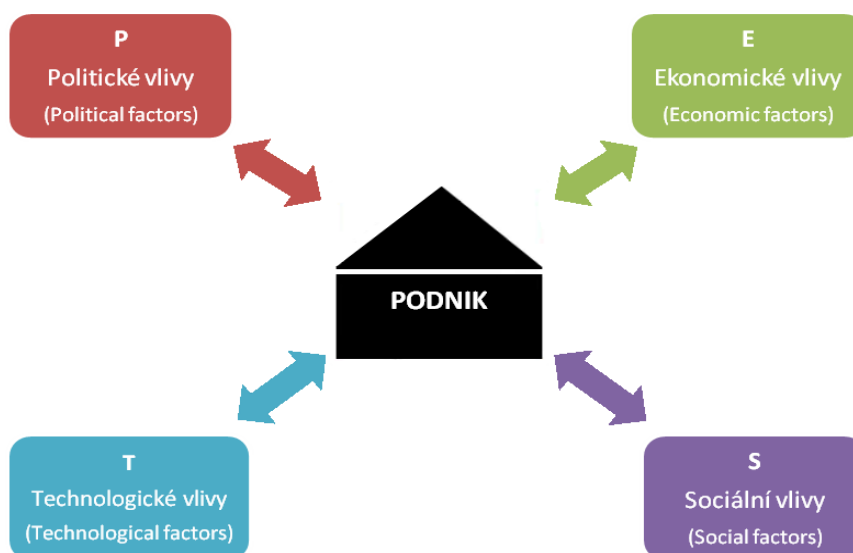 P
Politické vlivy
(Political factors)
E
Ekonomické vlivy
(Economic factors)
PODNIK
T
Technologické vlivy
(Technological factors)
S
Sociální vlivy
(Social factors)